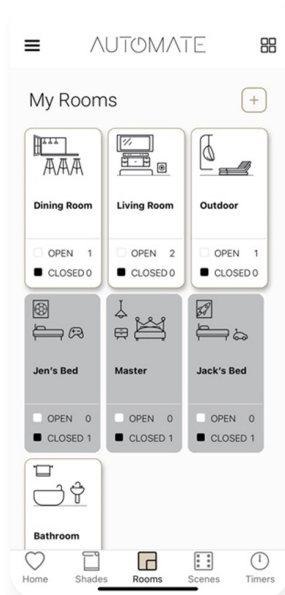 AUTOMATE
My Rooms
Dining Room
OPEN 1
CLOSED 0
Living Room
OPEN 2
CLOSED 0
Outdoor
OPEN 1
CLOSED 0
Jen's Bed
OPEN 0
CLOSED 1
Master
OPEN 0
CLOSED 1
Jack's Bed
OPEN 0
CLOSED 1
Bathroom
Home
Shades
Rooms
Scenes
Timers